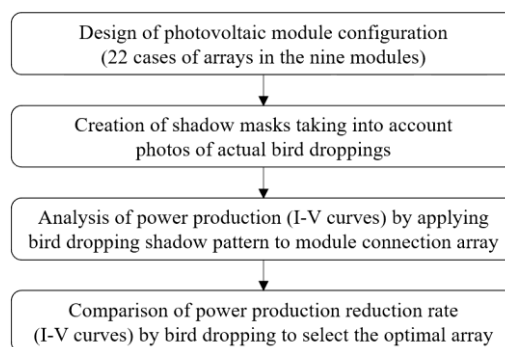 Design of photovoltaic module configuration
(22 cases of arrays in the nine modules)
Creation of shadow masks taking into account
photos of actual bird droppings
Analysis of power production (I-V curves) by applying
bird dropping shadow pattern to module connection array
Comparison of power production reduction rate
(I-V curves) by bird dropping to select the optimal array